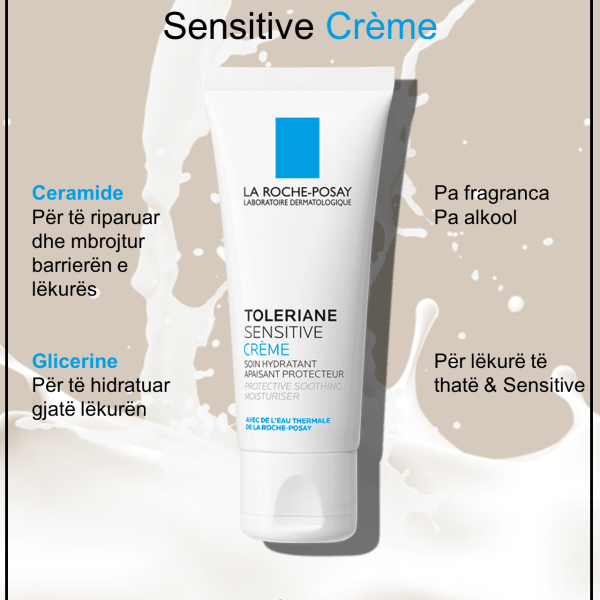 Sensitive Crème
LA ROCHE-POSAY
LABORATOIRE DERMATOLOGIQUE
Ceramide
Për të riparuar
dhe mbrojtur
barrierën e
lëkurës
Pa fragranca
Pa alkool
TOLERIANE
SENSITIVE
CRÈME
SOIN HYDRATANT
APAISANT PROTECTEUR
PROTECTIVE SOOTHING
MOISTURISER
AVEC DE L'EAU THERMALE
DE LA ROCHE-POSAY
Glicerine
Për të hidratuar
gjatë lëkurën
Për lëkurë të
thatë & Sensitive